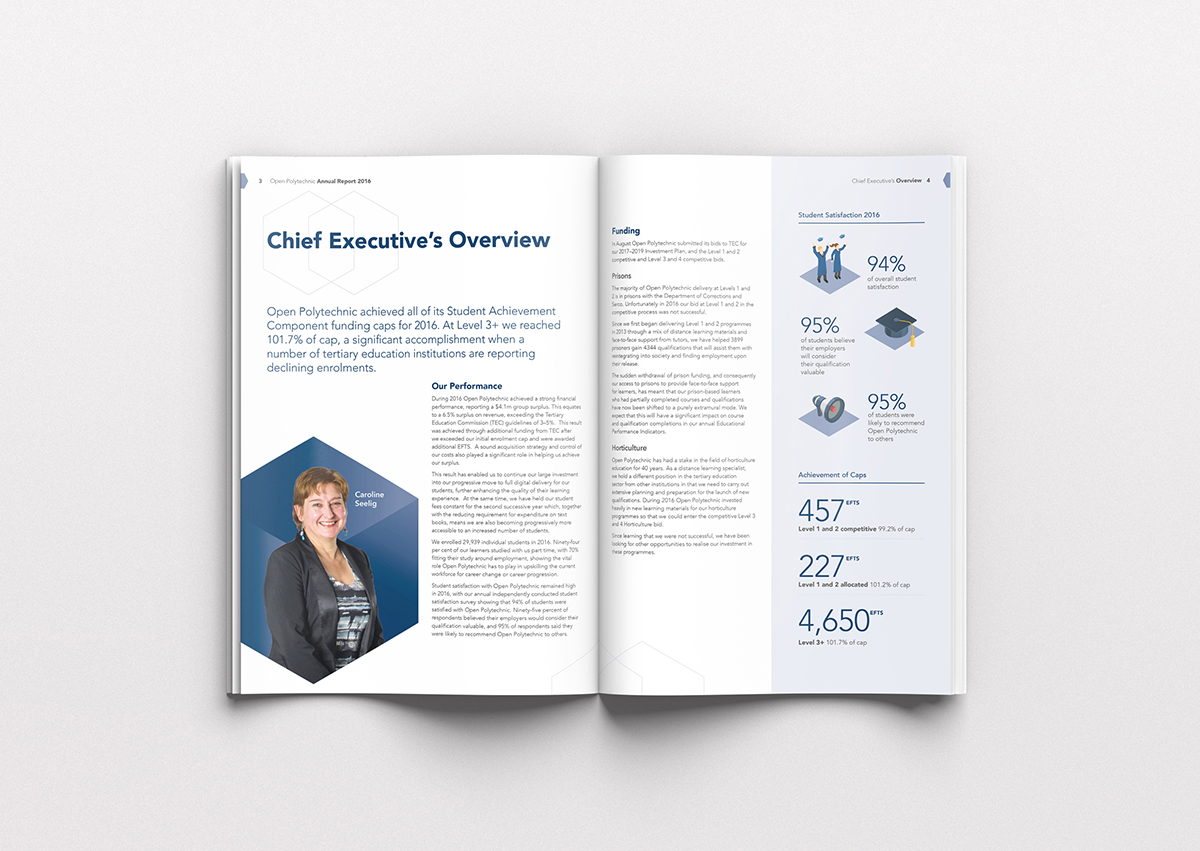 3 Open Polytechnic Annual Report 2016
Chief Executive's Overview
Open Polytechnic achieved all of its Student Achievement
Component funding caps for 2016. At Level 3+ we reached
101.7% of cap, a significant accomplishment when a
number of tertiary education institutions are reporting
declining enrolments.
Caroline
Seelig
Our Performance
During 2016 Open Polytechnic achieved a strong financial
performance, reporting a $4.1m group surplus. This equates
to a 6.5% surplus on revenue, exceeding the Tertiary
Education Commission (TEC) guidelines of 3–5%. This result
was achieved through additional funding from TEC after
we exceeded our initial enrolment cap and were awarded
additional EFTS. A sound acquisition strategy and control of
our costs also played a significant role in helping us achieve
our surplus.
This result has enabled us to continue our large investment
into our progressive move to full digital delivery for our
students, further enhancing the quality of their learning
experience. At the same time, we have held our student
fees constant for the second successive year which, together
with the reducing requirement for expenditure on text
books, means we are also becoming progressively more
accessible to an increased number of students.
We enrolled 29,939 individual students in 2016. Ninety-four
per cent of our learners studied with us part time, with 70%
fitting their study around employment, showing the vital
role Open Polytechnic has to play in upskilling the current
workforce for career change or career progression.
Student satisfaction with Open Polytechnic remained high
in 2016, with our annual independently conducted student
satisfaction survey showing that 94% of students were
satisfied with Open Polytechnic. Ninety-five percent of
respondents believed their employers would consider their
qualification valuable, and 95% of respondents said they
were likely to recommend Open Polytechnic to others.
Chief Executive's Overview 4
Funding
In August Open Polytechnic submitted its bids to TEC for
our 2017–2019 Investment Plan, and the Level 1 and 2
competitive and Level 3 and 4 competitive bids.
Prisons
The majority of Open Polytechnic delivery at Levels 1 and
2 is in prisons with the Department of Corrections and
Serco. Unfortunately in 2016 our bid at Level 1 and 2 in the
competitive process was not successful.
Since we first began delivering Level 1 and 2 programmes
in 2013 through a mix of distance learning materials and
face-to-face support from tutors, we have helped 3899
prisoners gain 4344 qualifications that will assist them with
reintegrating into society and finding employment upon
their release.
The sudden withdrawal of prison funding, and consequently
our access to prisons to provide face-to-face support
for learners, has meant that our prison-based learners
who had partially completed courses and qualifications
have now been shifted to a purely extramural mode. We
expect that this will have a significant impact on course
and qualification completions in our annual Educational
Performance Indicators.
Horticulture
Open Polytechnic has had a stake in the field of horticulture
education for 40 years. As a distance learning specialist,
we hold a different position in the tertiary education
sector from other institutions in that we need to carry out
extensive planning and preparation for the launch of new
qualifications. During 2016 Open Polytechnic invested
heavily in new learning materials for our horticulture
programmes so that we could enter the competitive Level 3
and 4 Horticulture bid.
Since learning that we were not successful, we have been
looking for other opportunities to realise our investment in
these programmes.
Student Satisfaction 2016
94%
of overall student
satisfaction
95%
of students believe
their employers
will consider
their qualification
valuable
95%
of students were
likely to recommend
Open Polytechnic
to others
Achievement of Caps
457 EFTS
Level 1 and 2 competitive 99.2% of cap
227 EFTS
Level 1 and 2 allocated 101.2% of cap
4,650 EFTS
Level 3+ 101.7% of cap